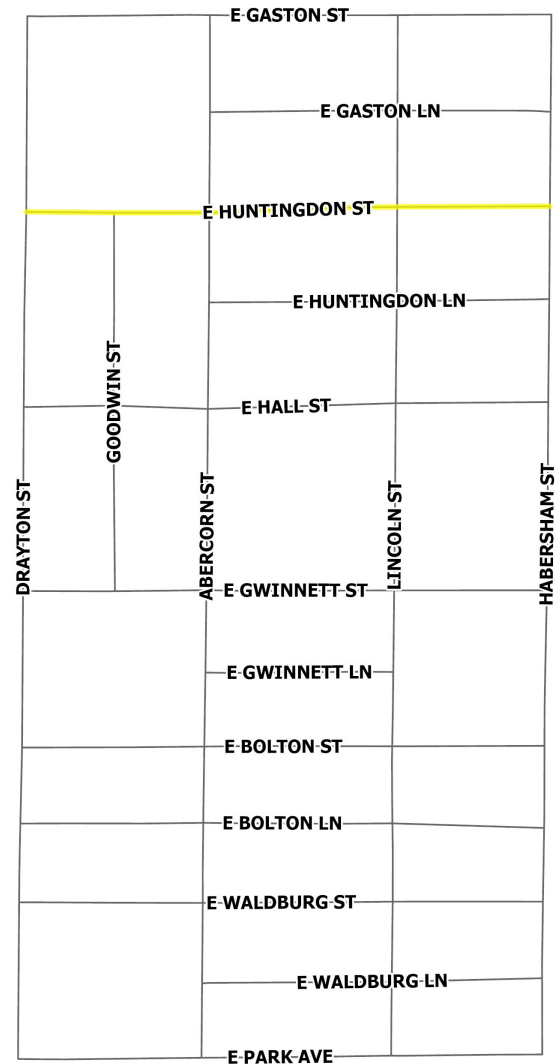 E GASTON ST
E GASTON LN
E HUNTINGDON ST
E HUNTINGDON LN
GOODWIN ST
E HALL ST
DRAYTON ST
ABERCORN ST
LINCOLN ST
HABERSHAM ST
E GWINNETT ST
E GWINNETT LN
E BOLTON ST
E BOLTON LN
E WALDBURG ST
E WALDBURG LN
E PARK AVE